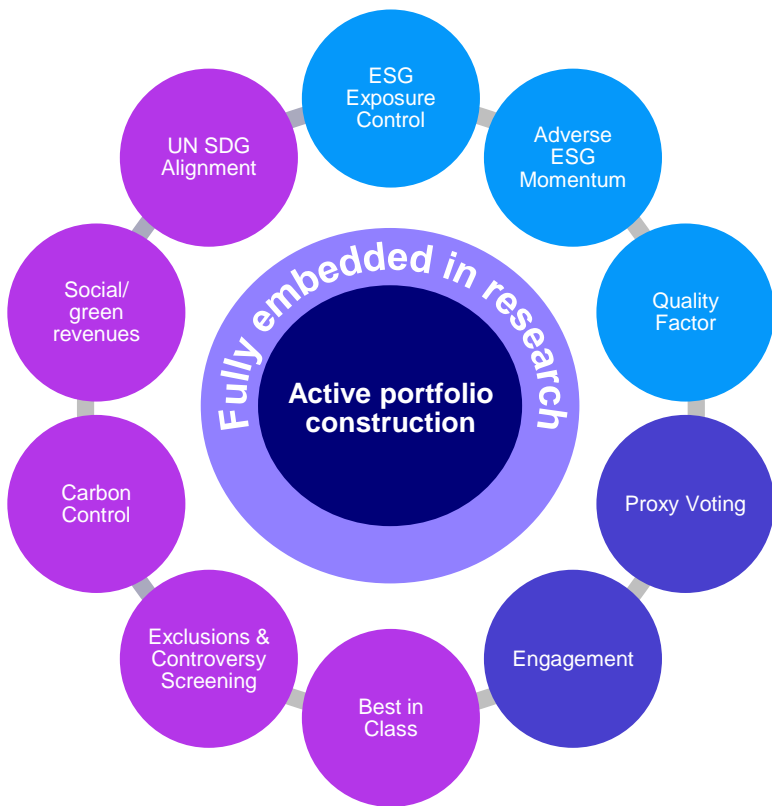 ESG
Exposure
Control
Adverse
ESG
Momentum
Quality
Factor
Proxy Voting
Engagement
Best in
Class
Exclusions &
Controversy
Screening
Carbon
Control
Social/
green
revenues
UN SDG
Alignment
Fully embedded in research
Active portfolio
construction